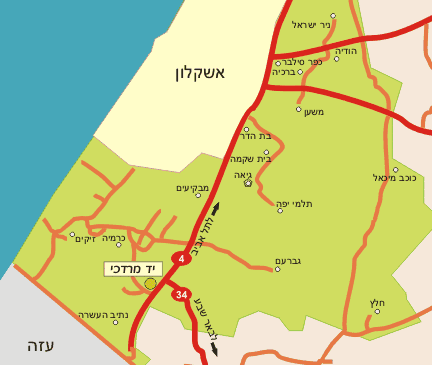 ניר ישראל
הודיה
כפר סילבר
ברכיה
אשקלון
משען
בת הדר
בית שקמה
גיאה
כוכב מיכאל
מבקיעים
תלמי יפה
לתל אביב
זיקים
כרמיה
4
גברעם
יד מרדכי
34
חלץ
נתיב העשרה
לבאר שבע
עזה